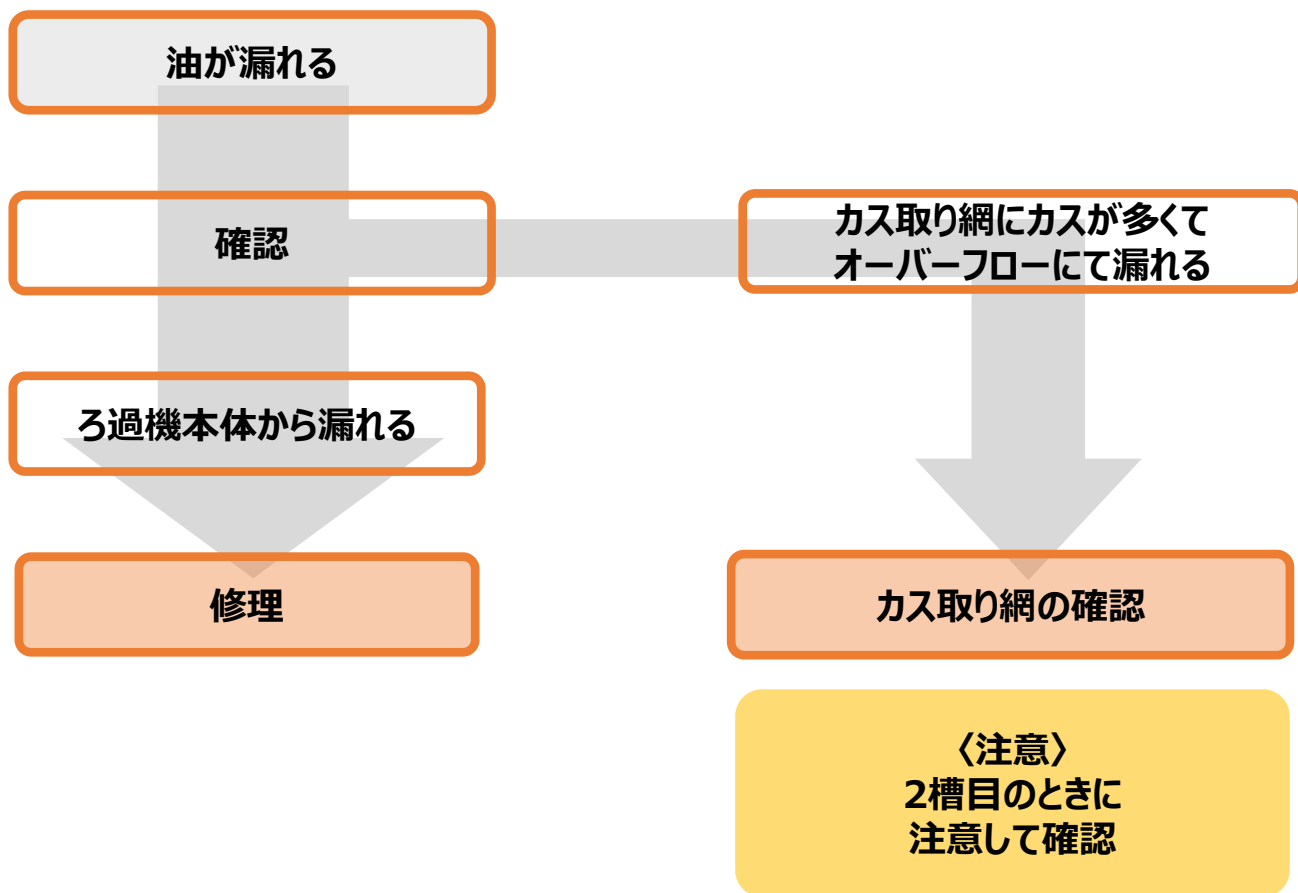 油が漏れる
確認
カス取り網にカスが多くて
オーバーフローにて漏れる
ろ過機本体から漏れる
修理
カス取り網の確認
〈注意〉
2槽目のときに
注意して確認